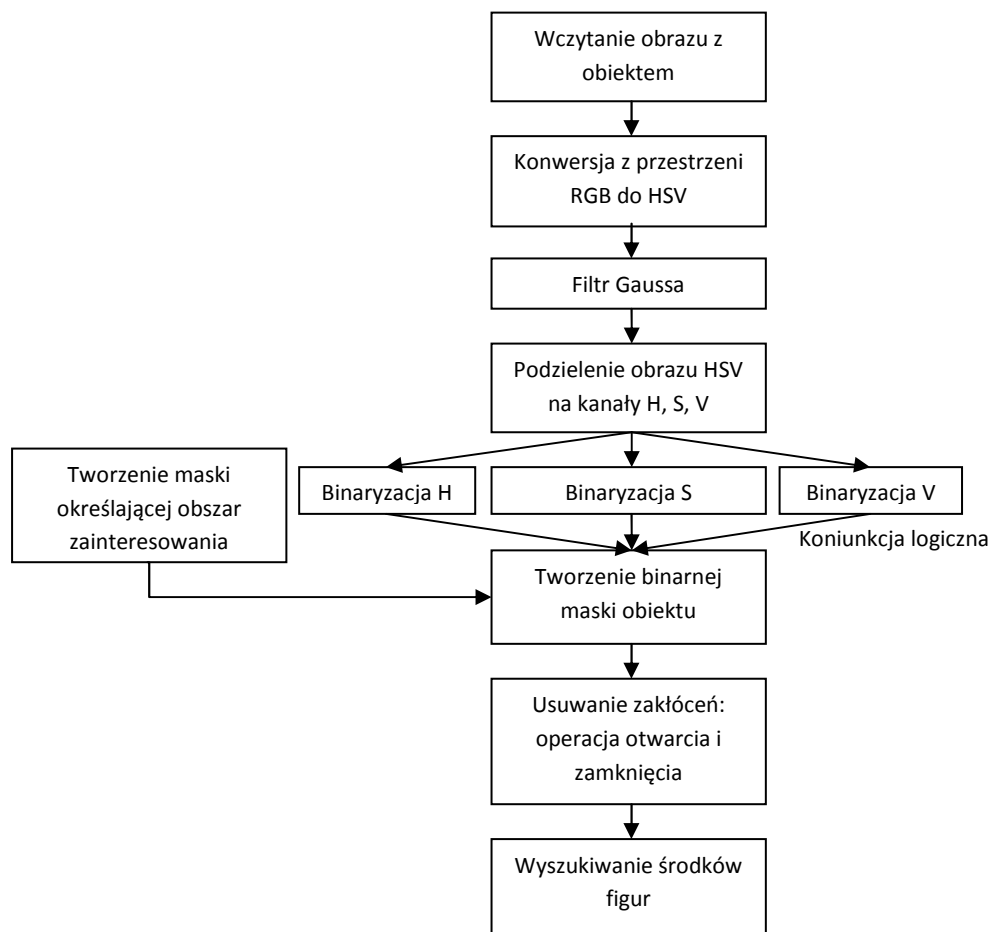 Wczytanie obrazu z
obiektem
Konwersja z przestrzeni
RGB do HSV
Filtr Gaussa
Podzielenie obrazu HSV
na kanały H, S, V
Tworzenie maski
określającej obszar
zainteresowania
Binaryzacja H
Binaryzacja S
Binaryzacja V
Koniunkcja logiczna
Tworzenie binarnej
maski obiektu
Usuwanie zakłóceń:
operacja otwarcia i
zamknięcia
Wyszukiwanie środków
figur